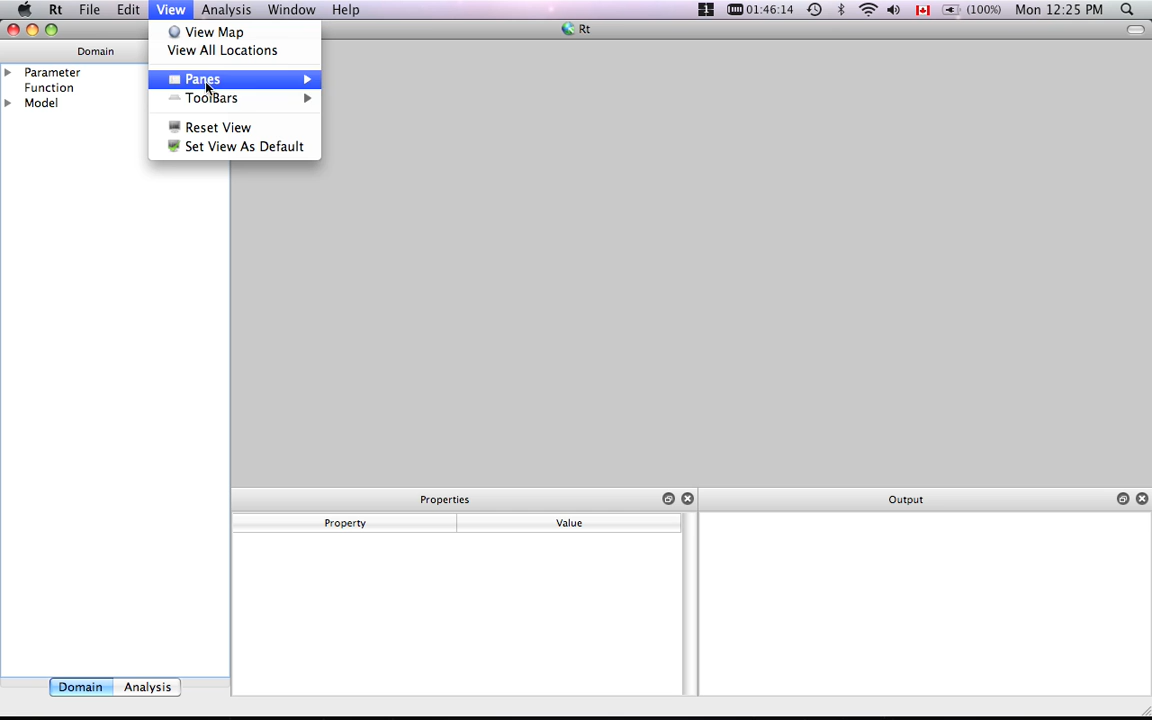 Rt File Edit View Analysis Window Help 1 01:46:14 (100%) Mon 12:25 PM
Rt
Domain
View Map
View All Locations
Panes
ToolBars
Reset View
Set View As Default
Parameter
Function
Model
Properties
Property Value
Output
Domain Analysis